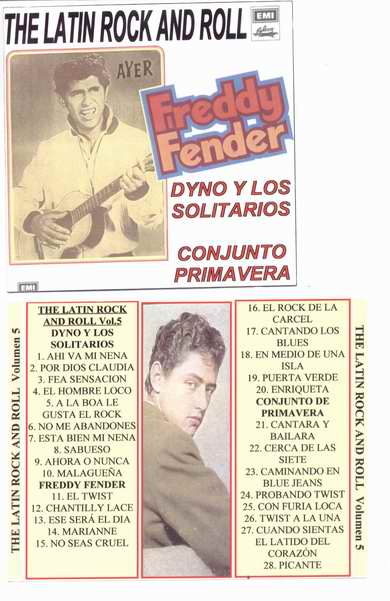 THE LATIN ROCK AND ROLL
EMI
AYER
Freddy
Fender
DYNO Y LOS
SOLITARIOS
CONJUNTO
PRIMAVERA
EMI
THE LATIN ROCK AND ROLL Volumen 5
THE LATIN ROCK
AND ROLL Vol.5
DYNO Y LOS
SOLITARIOS
1. AHI VA MI NENA
2. POR DIOS CLAUDIA
3. FEA SENSACION
4. EL HOMBRE LOCO
5. A LA BOA LE
GUSTA EL ROCK
6. NO ME ABANDONES
7. ESTA BIEN MI NENA
8. SABUESO
9. AHORA O NUNCA
10. MALAGUEÑA
FREDDY FENDER
11. EL TWIST
12. CHANTILLY LACE
13. ESE SERÁ EL DIA
14. MARIANNE
15. NO SEAS CRUEL
16. EL ROCK DE LA
CARCEL
17. CANTANDO LOS
BLUES
18. EN MEDIO DE UNA
ISLA
19. PUERTA VERDE
20. ENRIQUETA
CONJUNTO DE
PRIMAVERA
21. CANTARA Y
BAILARA
22. CERCA DE LAS
SIETE
23. CAMINANDO EN
BLUE JEANS
24. PROBANDO TWIST
25. CON FURIA LOCA
26. TWIST A LA UNA
27. CUANDO SIENTAS
EL LATIDO DEL
CORAZÓN
28. PICANTE
THE LATIN ROCK AND ROLL Volumen 5